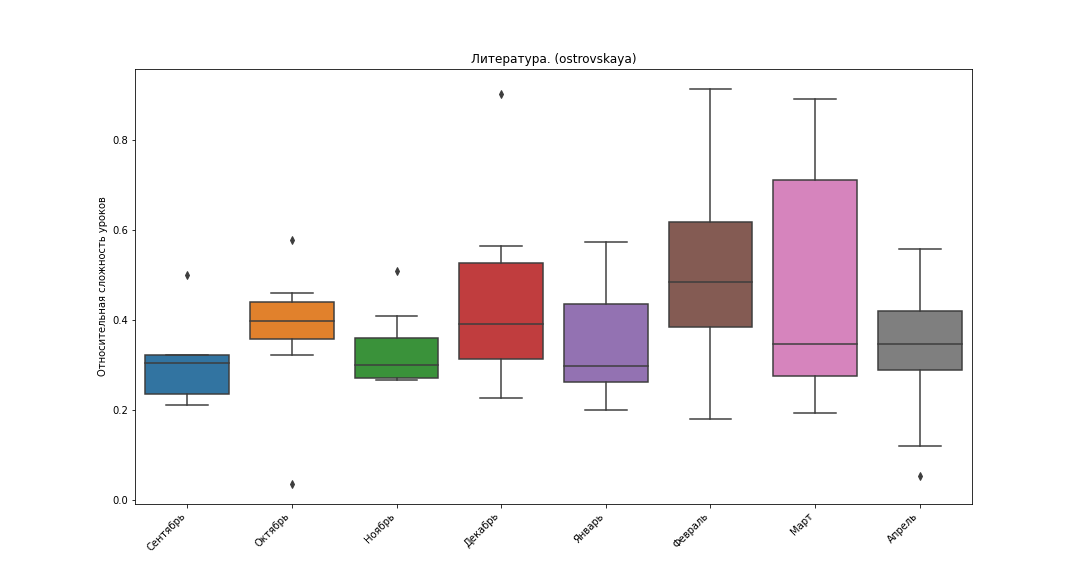 Литература. (ostrovskaya)
Относительная сложность уроков
0.8
0.6
0.4
0.2
0.0
Сентябрь
Октябрь
Ноябрь
Декабрь
Январь
Февраль
Март
Апрель